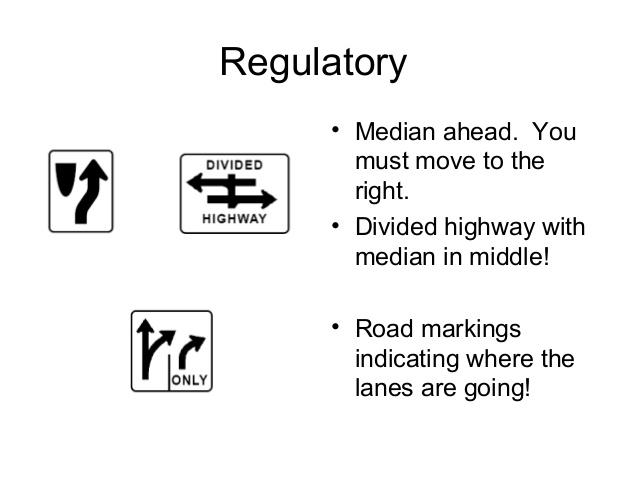 Regulatory
• Median ahead.  You
must move to the
right.
• Divided highway with
median in middle!
• Road markings
indicating where the
lanes are going!
DIVIDED
HIGHWAY
ONLY